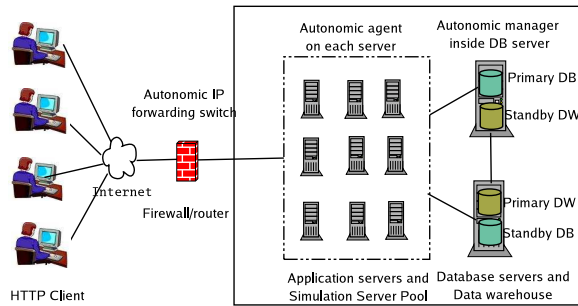 Autonomic agent
on each server
Autonomic manager
inside DB server
Primary DB
Standby DW
Autonomic IP
forwarding switch
Internet
Firewall/router
Primary DW
Standby DB
HTTP Client
Application servers and
Simulation Server Pool
Database servers and
Data warehouse